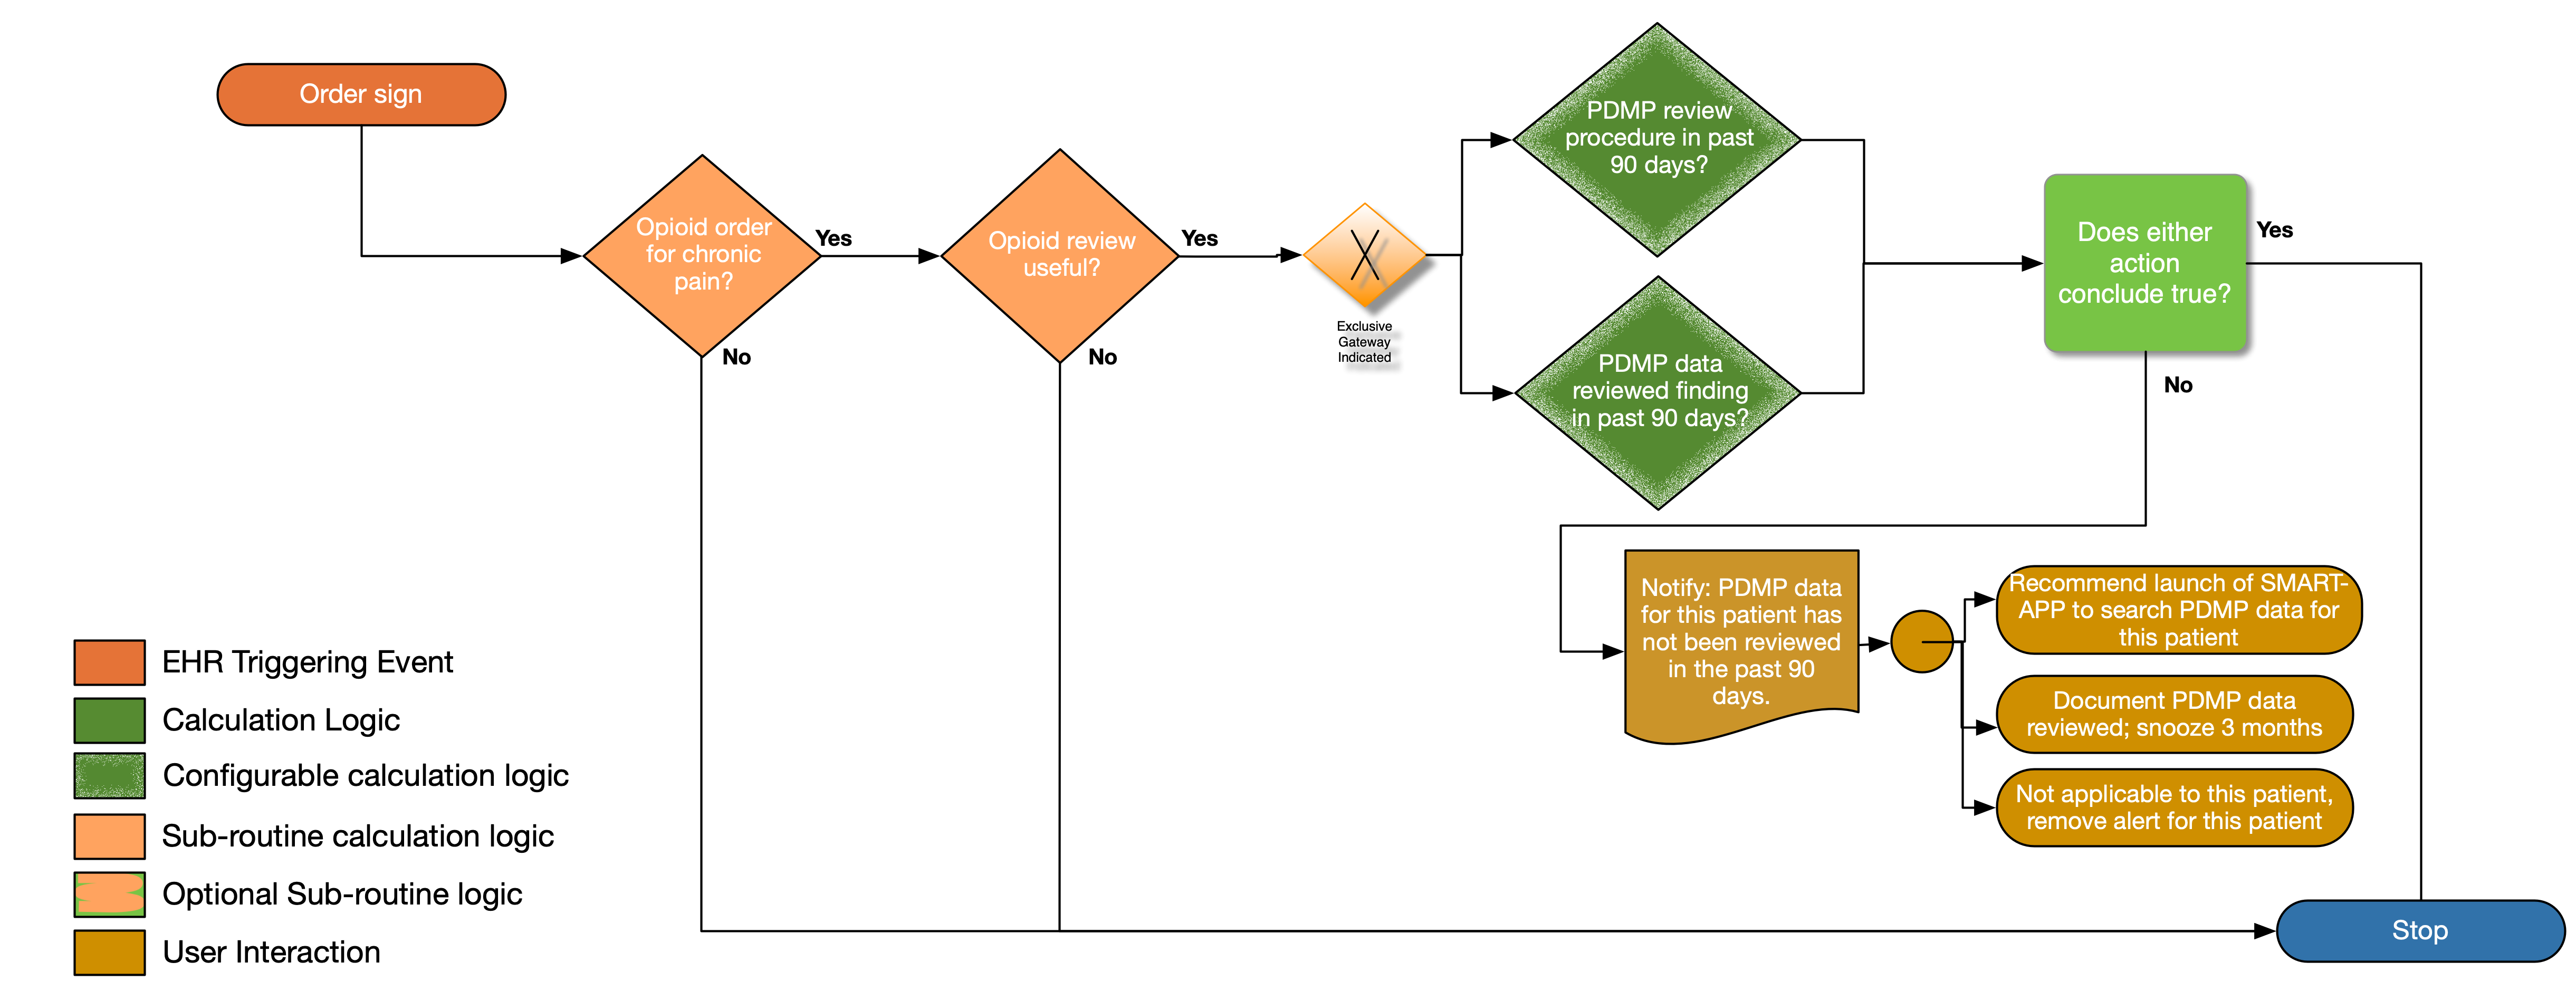 Order sign
Opioid order
for chronic
pain?
Yes
No
Opioid review
useful?
Yes
No
Exclusive
Gateway
Indicated
PDMP review
procedure in past
90 days?
PDMP data
reviewed finding
in past 90 days?
Does either
action
conclude true?
Yes
No
Notify: PDMP data
for this patient has
not been reviewed
in the past 90
days.
Recommend launch of SMART-
APP to search PDMP data for
this patient
Document PDMP data
reviewed; snooze 3 months
Not applicable to this patient,
remove alert for this patient
Stop
EHR Triggering Event
Calculation Logic
Configurable calculation logic
Sub-routine calculation logic
Optional Sub-routine logic
User Interaction